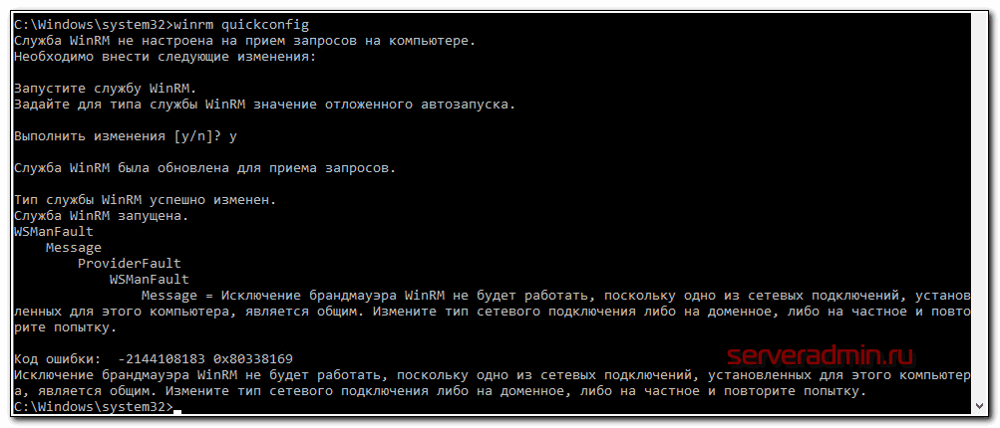 C:\Windows\system32>winrm quickconfig
Служба WinRM не настроена на прием запросов на компьютере.
Необходимо внести следующие изменения:
Запустите службу WinRM.
Задайте для типа службы WinRM значение отложенного автозапуска.
Выполнить изменения [y/n]? y
Служба WinRM была обновлена для приема запросов.
Тип службы WinRM успешно изменен.
Служба WinRM запущена.
WSManFault
Message
ProviderFault
WSManFault
Message = Исключение брандмауэра WinRM не будет работать, поскольку одно из сетевых подключений, установ
ленных для этого компьютера, является общим. Измените тип сетевого подключения либо на доменное, либо на частное и повто
рите попытку.
Код ошибки:  -2144108183 0x80338169
serveradmin.ru
Исключение брандмауэра WinRM не будет работать, поскольку одно из сетевых подключений, установленных для этого компьютер
а, является общим. Измените тип сетевого подключения либо на доменное, либо на частное и повторите попытку.
C:\Windows\system32>